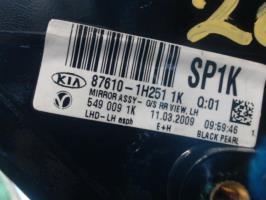 KIA 87610-1H251 1K SP1K
MIRROR ASSY- O/S RR VIEW, LH Q:01
549 009 1K 11.03.2009 09:59:46
LHD-LH esph E+H BLACK PEARL